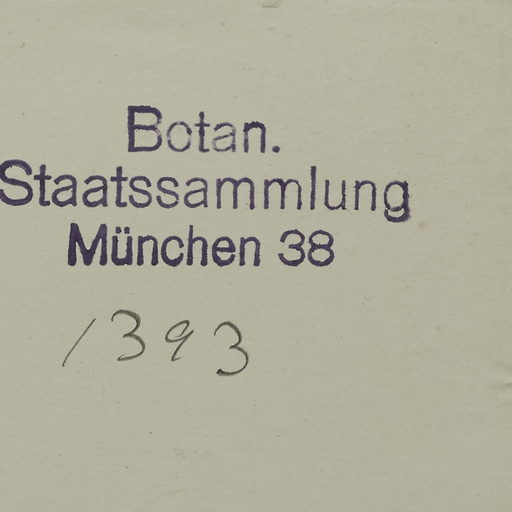 Botan.
Staatssammlung
München 38
1393